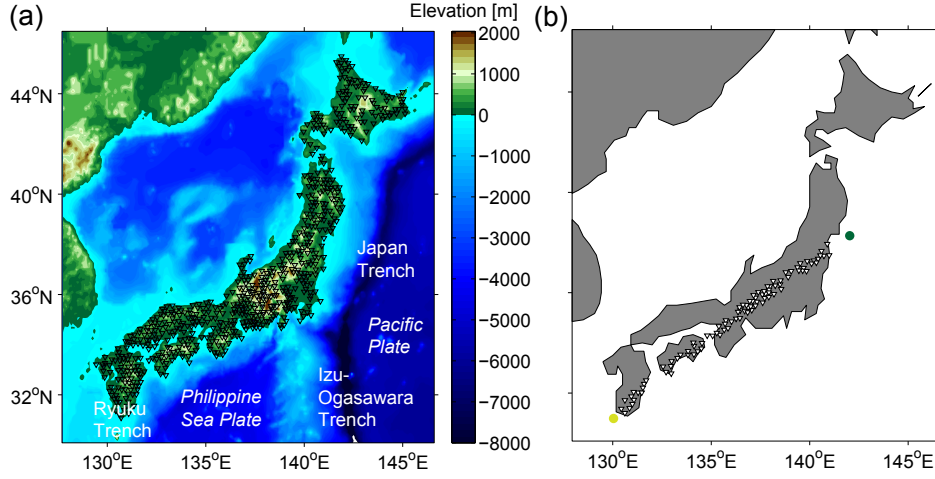 (a)
Elevation [m]
(b)
2000
1000
0
−1000
−2000
−3000
−4000
−5000
−6000
−7000
−8000
44°N
40°N
36°N
32°N
Japan
Trench
Pacific
Plate
Izu-
Ogasawara
Trench
Philippine
Sea Plate
Ryuku
Trench
130°E
135°E
140°E
145°E
130°E
135°E
140°E
145°E